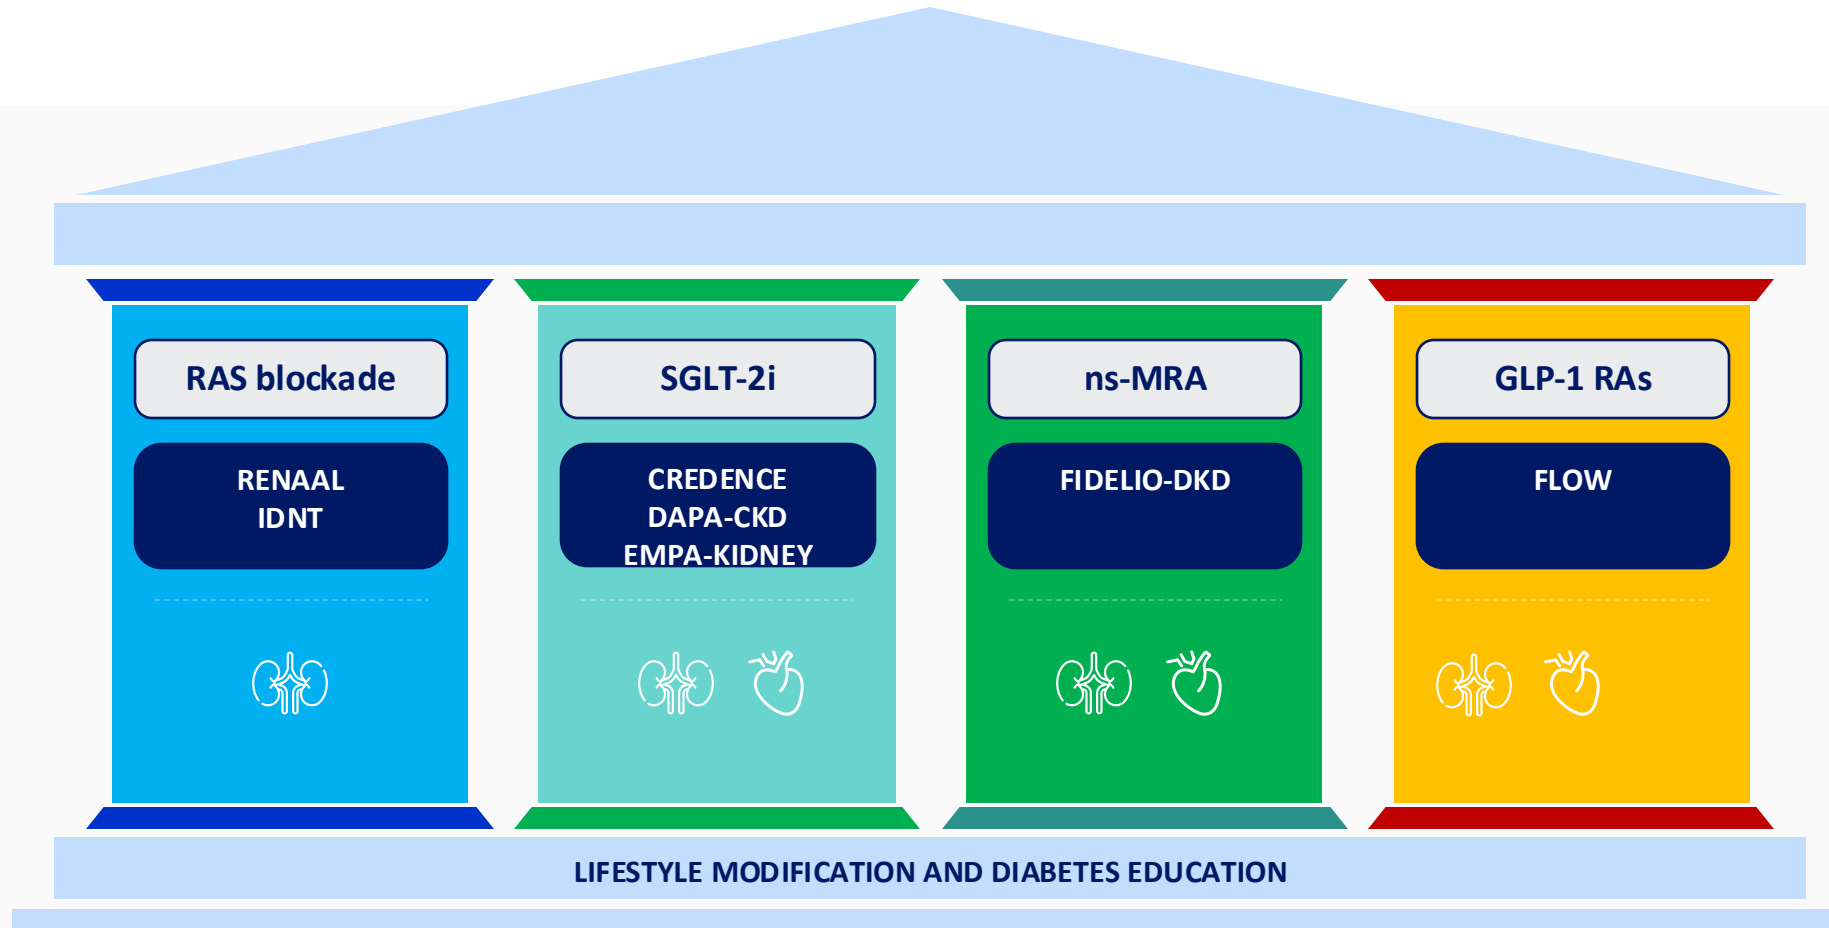 RAS blockade
RENAAL
IDNT
SGLT-2i
CREDENCE
DAPA-CKD
EMPA-KIDNEY
ns-MRA
FIDELIO-DKD
GLP-1 RAs
FLOW
LIFESTYLE MODIFICATION AND DIABETES EDUCATION